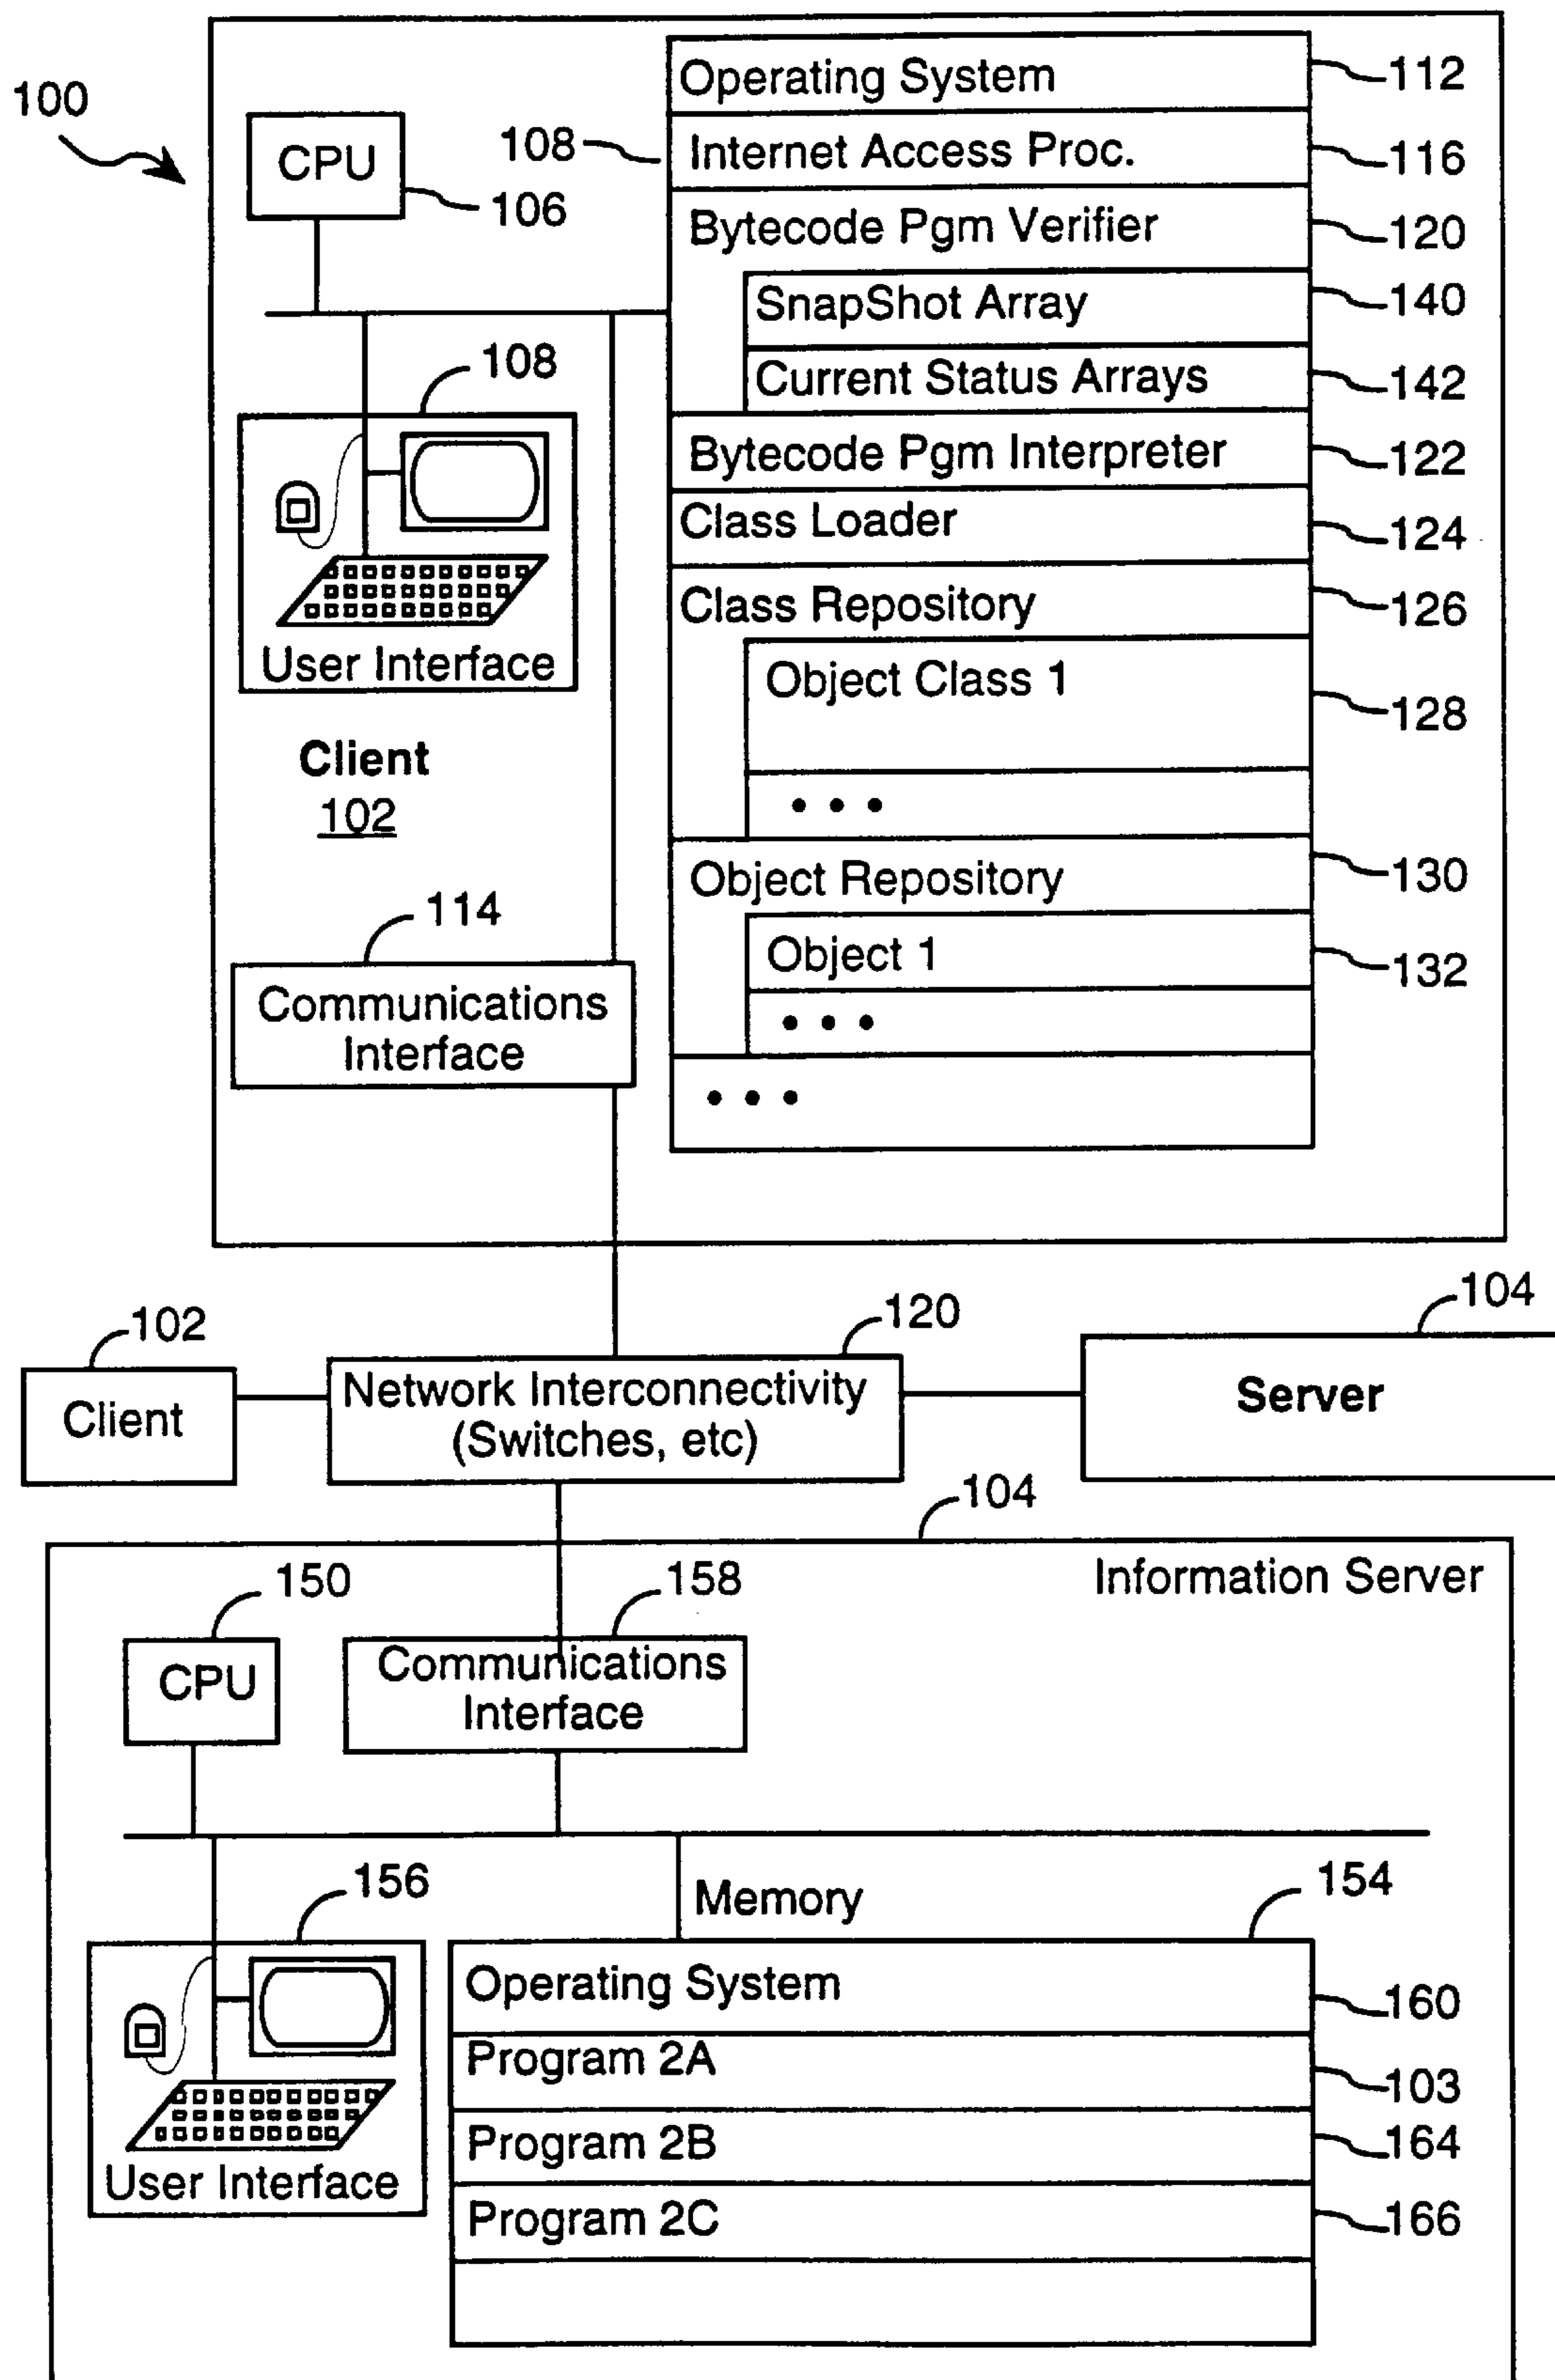 100
CPU
106
108
Operating System
112
Internet Access Proc.
116
Bytecode Pgm Verifier
120
SnapShot Array
140
Current Status Arrays
142
Bytecode Pgm Interpreter
122
Class Loader
124
Class Repository
126
Object Class 1
128
• • •
Object Repository
130
Object 1
132
• • •
• • •
108
User Interface
Client
102
114
Communications
Interface
102
Client
120
Network Interconnectivity
(Switches, etc)
104
Server
104
Information Server
150
CPU
158
Communications
Interface
156
User Interface
Memory
154
Operating System
160
Program 2A
103
Program 2B
164
Program 2C
166